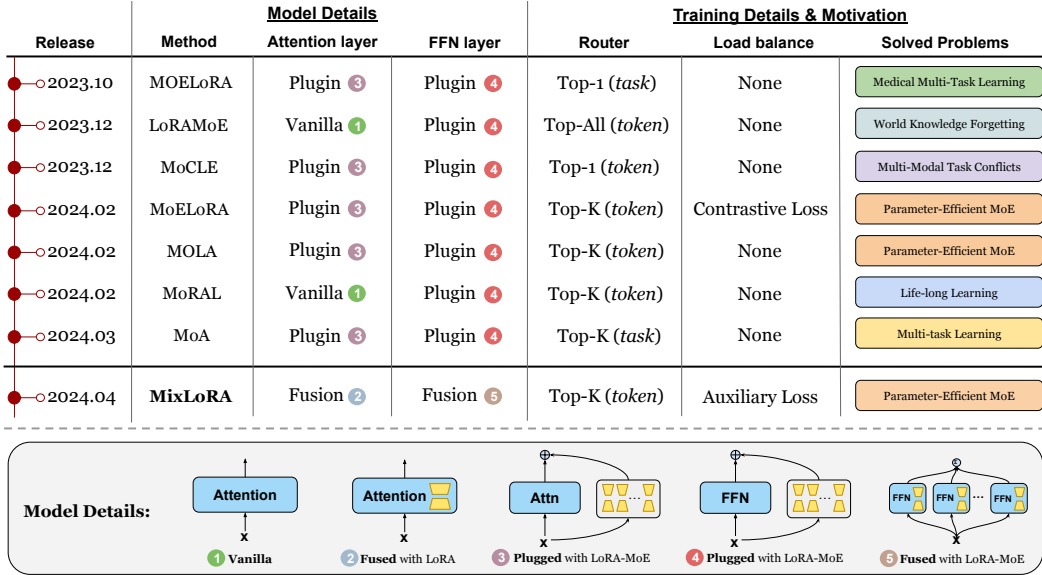 Model Details Training Details & Motivation
Release Method Attention layer FFN layer Router Load balance Solved Problems
2023.10 MOELoRA Plugin 3 Plugin 4 Top-1 (task) None Medical Multi-Task Learning
2023.12 LoRAMoE Vanilla 1 Plugin 4 Top-All (token) None World Knowledge Forgetting
2023.12 MoCLE Plugin 3 Plugin 4 Top-1 (token) None Multi-Modal Task Conflicts
2024.02 MoELoRA Plugin 3 Plugin 4 Top-K (token) Contrastive Loss Parameter-Efficient MoE
2024.02 MOLA Plugin 3 Plugin 4 Top-K (token) None Parameter-Efficient MoE
2024.02 MoRAL Vanilla 1 Plugin 4 Top-K (token) None Life-long Learning
2024.03 MoA Plugin 3 Plugin 4 Top-K (task) None Multi-task Learning
2024.04 MixLoRA Fusion 2 Fusion 5 Top-K (token) Auxiliary Loss Parameter-Efficient MoE
Model Details:
Attention
x
1 Vanilla
Attention
x
2 Fused with LoRA
Attn
...
x
3 Plugged with LoRA-MoE
FFN
...
x
4 Plugged with LoRA-MoE
FFN FFN ... FFN
x
5 Fused with LoRA-MoE